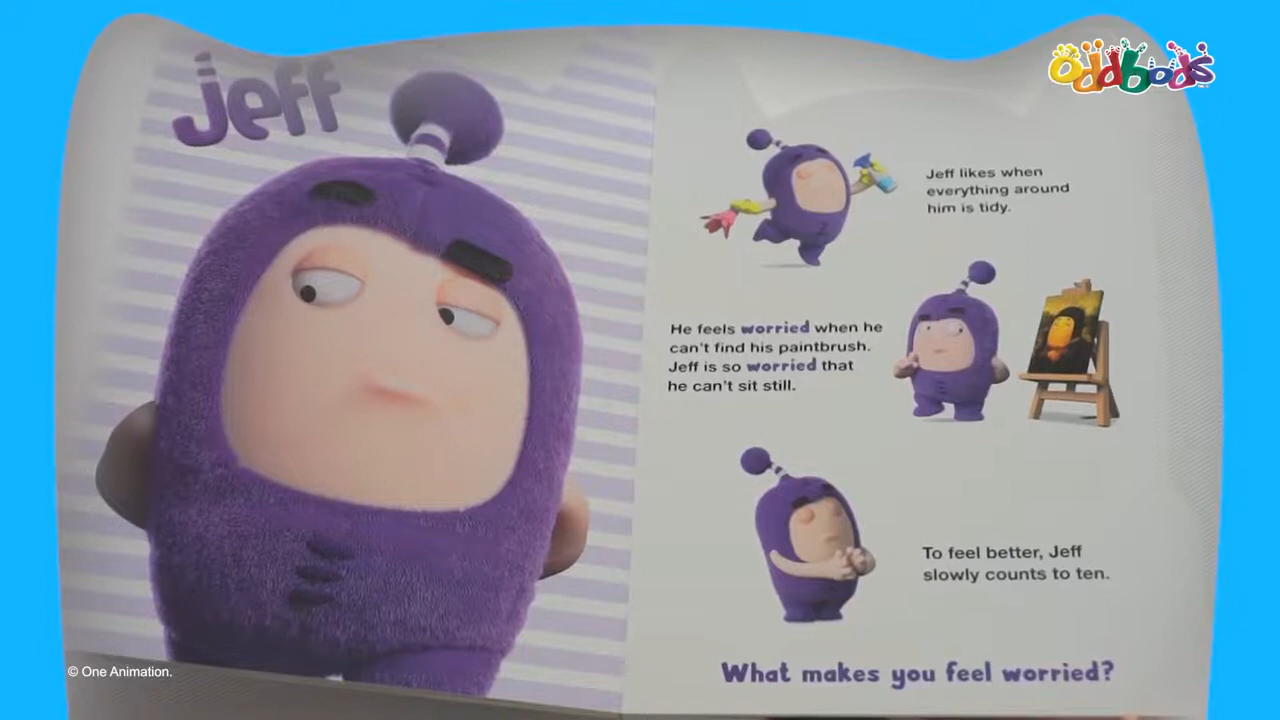 jeff
oddbods
Jeff likes when
everything around
him is tidy.
He feels worried when he
can't find his paintbrush.
Jeff is so worried that
he can't sit still.
To feel better, Jeff
slowly counts to ten.
What makes you feel worried?
© One Animation.